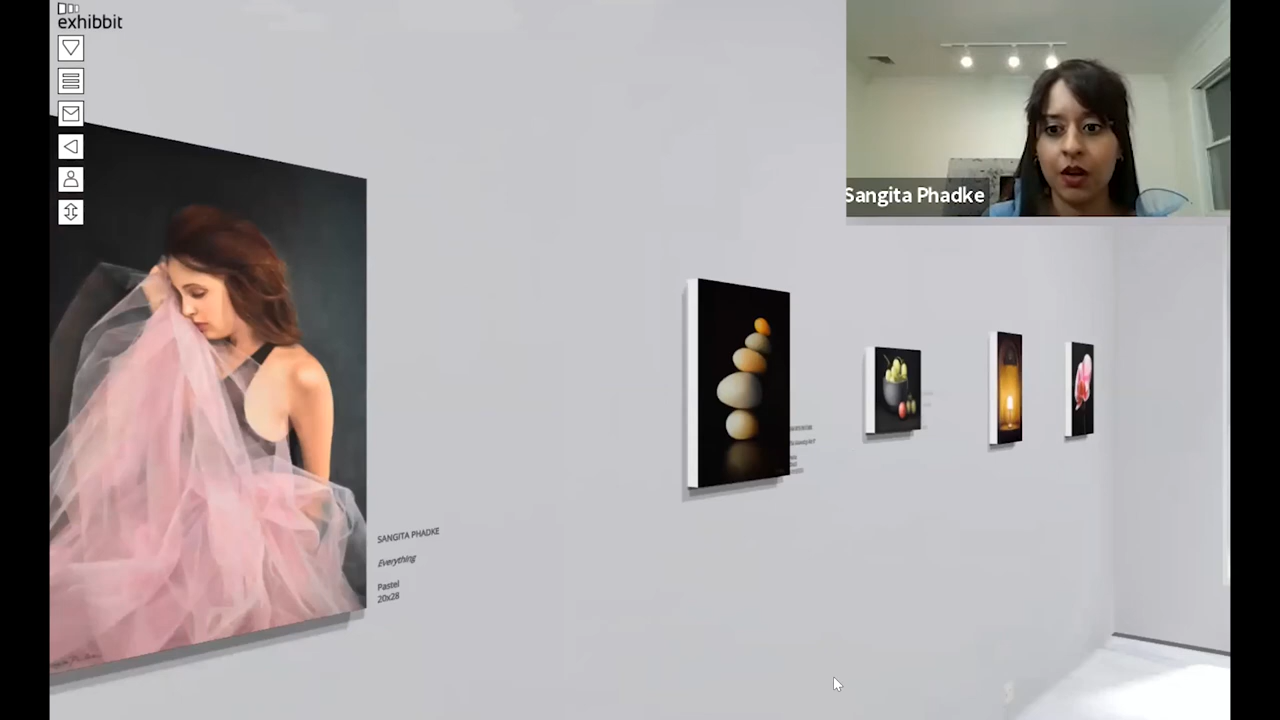 exhibbit
Sangita Phadke
SANGITA PHADKE
Everything
Pastel
20x28